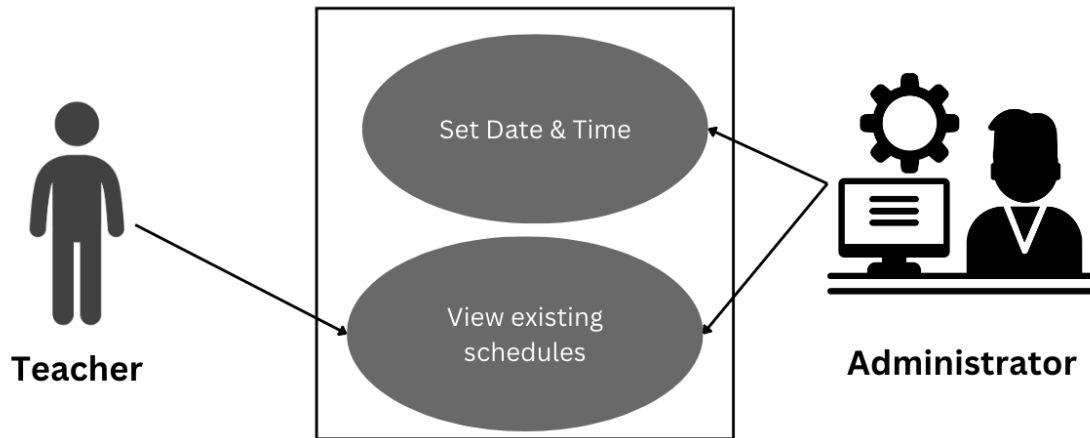 Set Date & Time
View existing
schedules
Teacher
Administrator